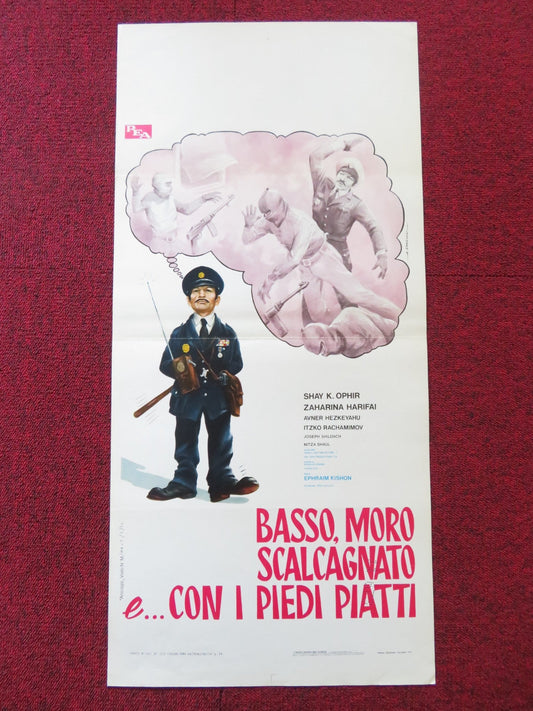 PEA
SHAY K. OPHIR
ZAHARINA HARIFAI
AVNER HEZKEYAHU
ITZKO RACHAMIMOV
JOSEPH SHILOACH
NITZA SHAUL
EPHRAIM KISHON
BASSO, MORO
SCALCAGNATO
e... CON I PIEDI PIATTI